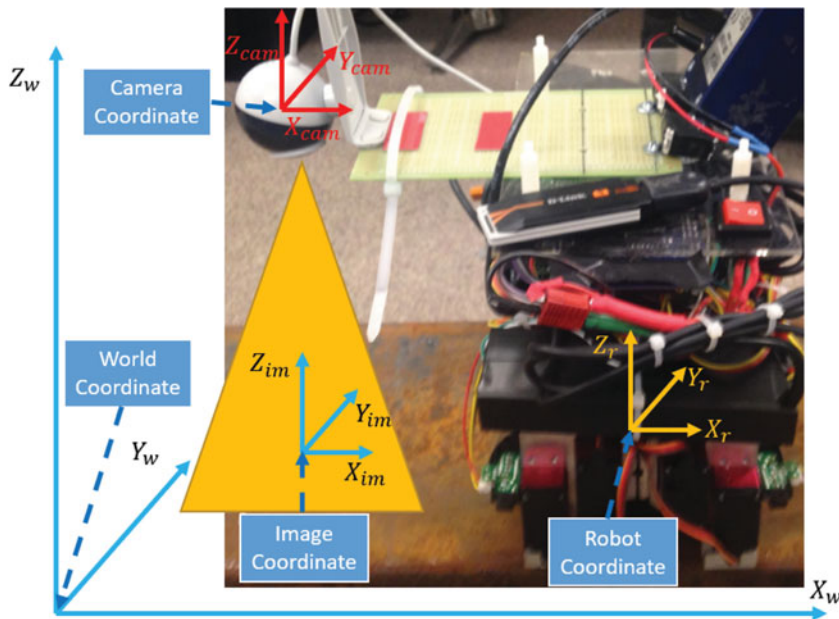 Z_w
Camera
Coordinate
Z_cam
Y_cam
X_cam
D-Link
World
Coordinate
Y_w
Z_im
Y_im
X_im
Z_r
Y_r
X_r
Image
Coordinate
Robot
Coordinate
X_w